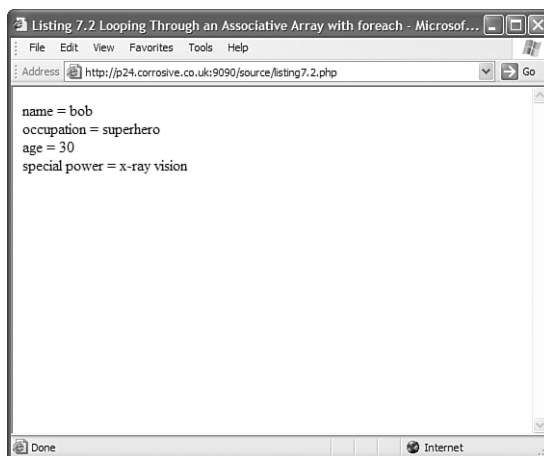 Listing 7.2 Looping Through an Associative Array with foreach - Microsof...
File Edit View Favorites Tools Help
Address http://p24.corrosive.co.uk:9090/source/listing7.2.php Go
name = bob
occupation = superhero
age = 30
special power = x-ray vision
Done Internet